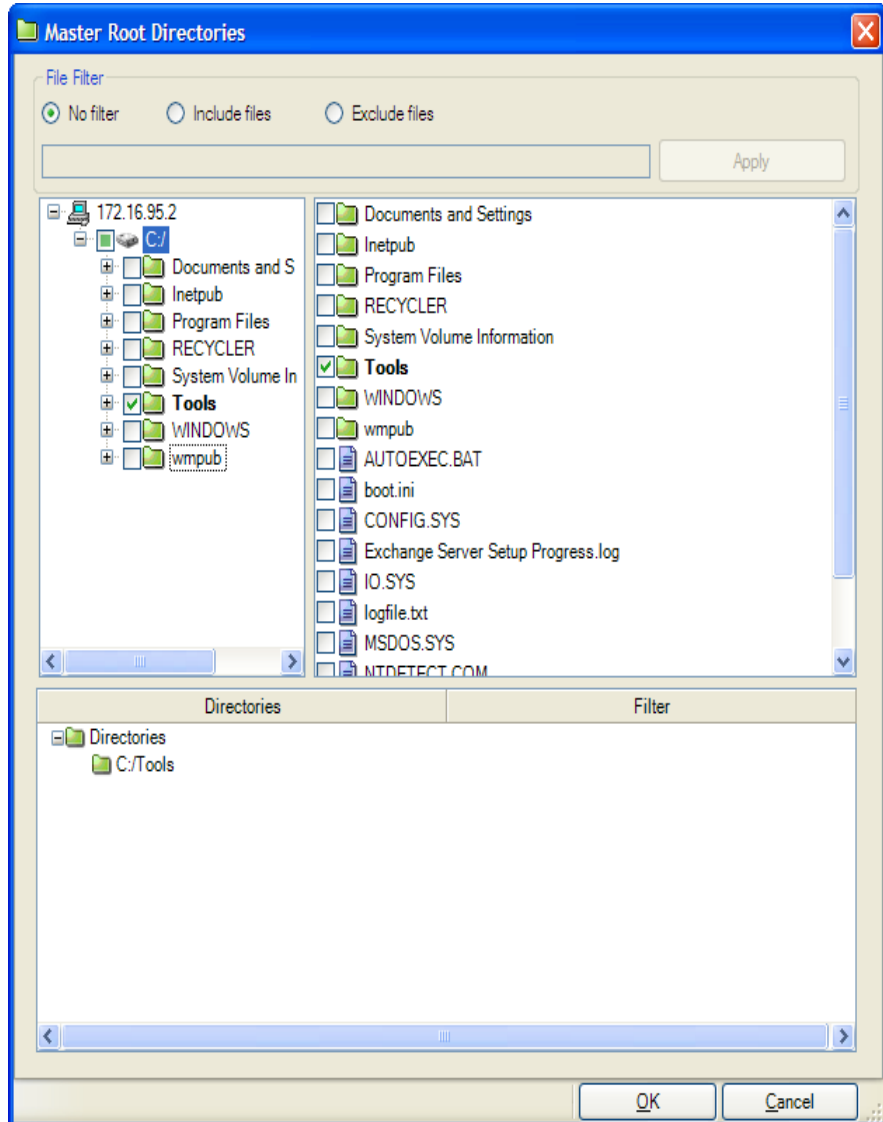 Master Root Directories
File Filter
No filter Include files Exclude files
Apply
172.16.95.2
C:/
Documents and S
Inetpub
Program Files
RECYCLER
System Volume In
Tools
WINDOWS
wmpub
Documents and Settings
Inetpub
Program Files
RECYCLER
System Volume Information
Tools
WINDOWS
wmpub
AUTOEXEC.BAT
boot.ini
CONFIG.SYS
Exchange Server Setup Progress.log
IO.SYS
logfile.txt
MSDOS.SYS
NTDETECT.COM
Directories Filter
Directories
C:/Tools
OK Cancel